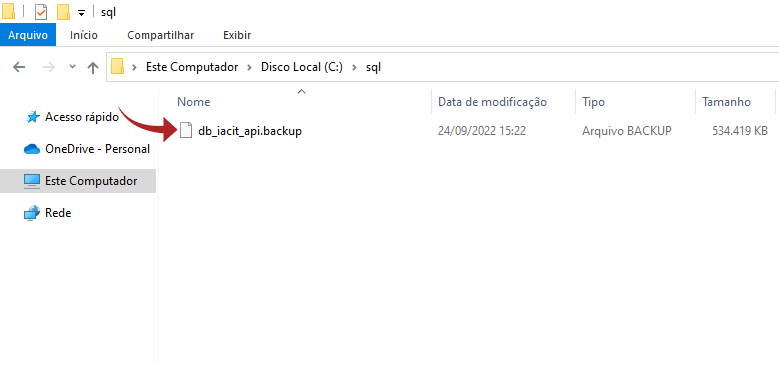 sql
Arquivo Início Compartilhar Exibir
Este Computador Disco Local (C:) sql
Nome Data de modificação Tipo Tamanho
Acesso rápido
db_iacit_api.backup 24/09/2022 15:22 Arquivo BACKUP 534.419 KB
OneDrive - Personal
Este Computador
Rede